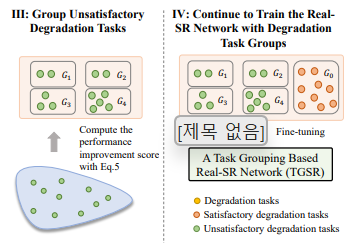 III: Group Unsatisfactory
Degradation Tasks
G1
G2
G3
G4
Compute the
performance
improvement score
with Eq.5
IV: Continue to Train the Real-
SR Network with Degradation
Task Groups
G1
G2
G0
G3
G4
[제목 없음]
Fine-tuning
A Task Grouping Based
Real-SR Network (TGSR)
Degradation tasks
Satisfactory degradation tasks
Unsatisfactory degradation tasks